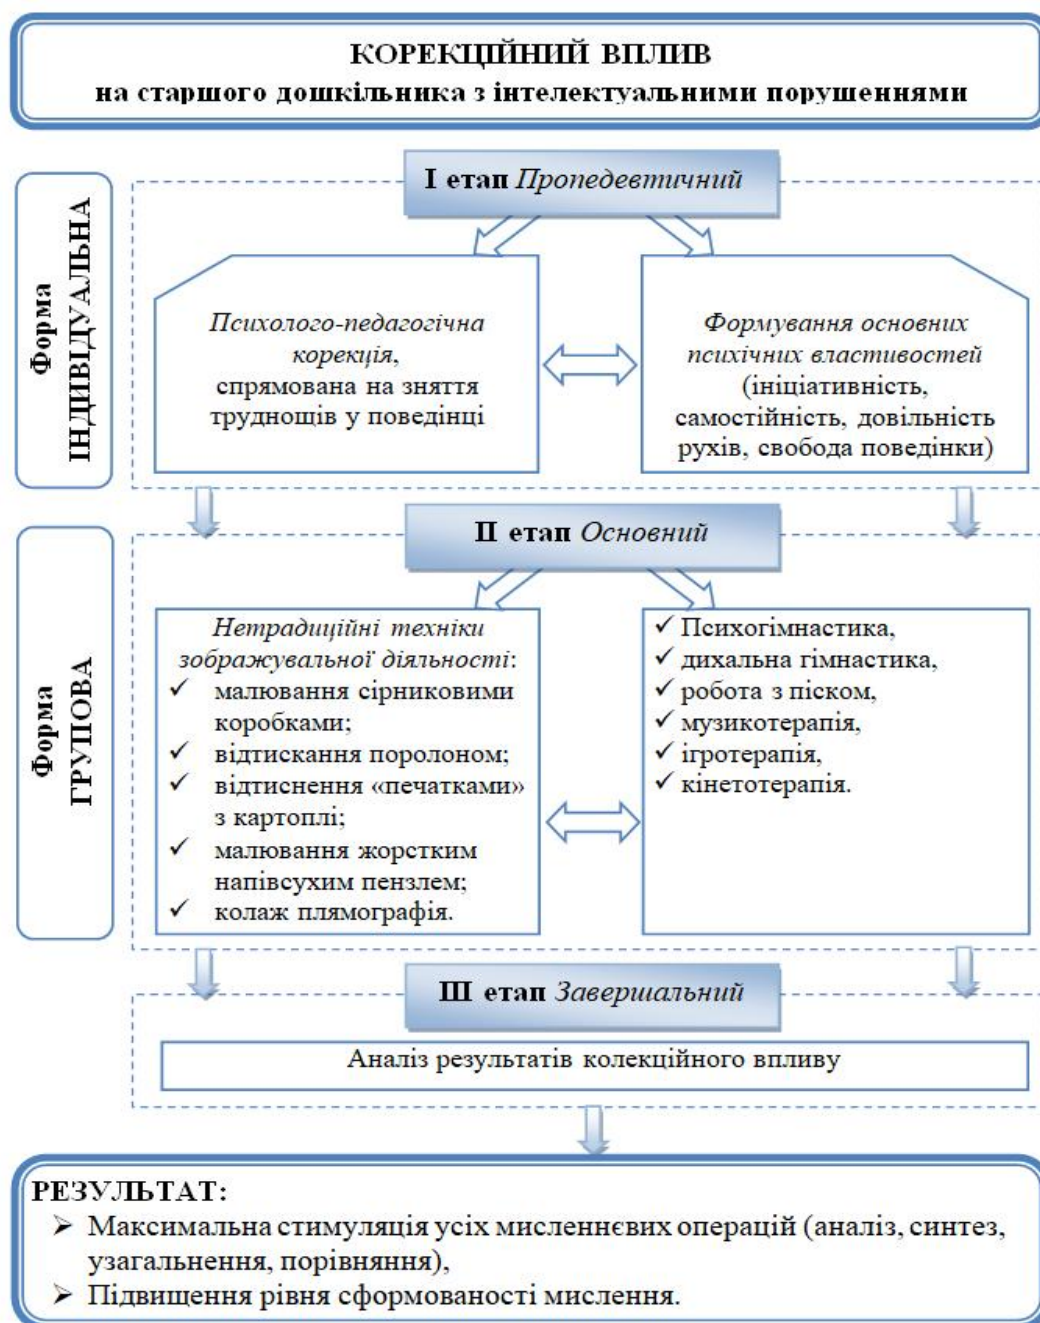 КОРЕКЦІЙНИЙ ВПЛИВ
на старшого дошкільника з інтелектуальними порушеннями
Форма
ІНДИВІДУАЛЬНА
I етап Пропедевтичний
Психолого-педагогічна
корекція,
спрямована на зняття
труднощів у поведінці
Формування основних
психічних властивостей
(ініціативність,
самостійність, довільність
рухів, свобода поведінки)
Форма
ГРУПОВА
II етап Основний
Нетрадиційні техніки
зображувальної діяльності:
✓ малювання сірниковими
коробками;
✓ відтискання поролоном;
✓ відтиснення «печатками»
з картоплі;
✓ малювання жорстким
напівсухим пензлем;
✓ колаж плямографія.
✓ Психогімнастика,
✓ дихальна гімнастика,
✓ робота з піском,
✓ музикотерапія,
✓ ігротерапія,
✓ кінетотерапія.
III етап Завершальний
Аналіз результатів колекційного впливу
РЕЗУЛЬТАТ:
➢ Максимальна стимуляція усіх мисленнєвих операцій (аналіз, синтез,
узагальнення, порівняння),
➢ Підвищення рівня сформованості мислення.